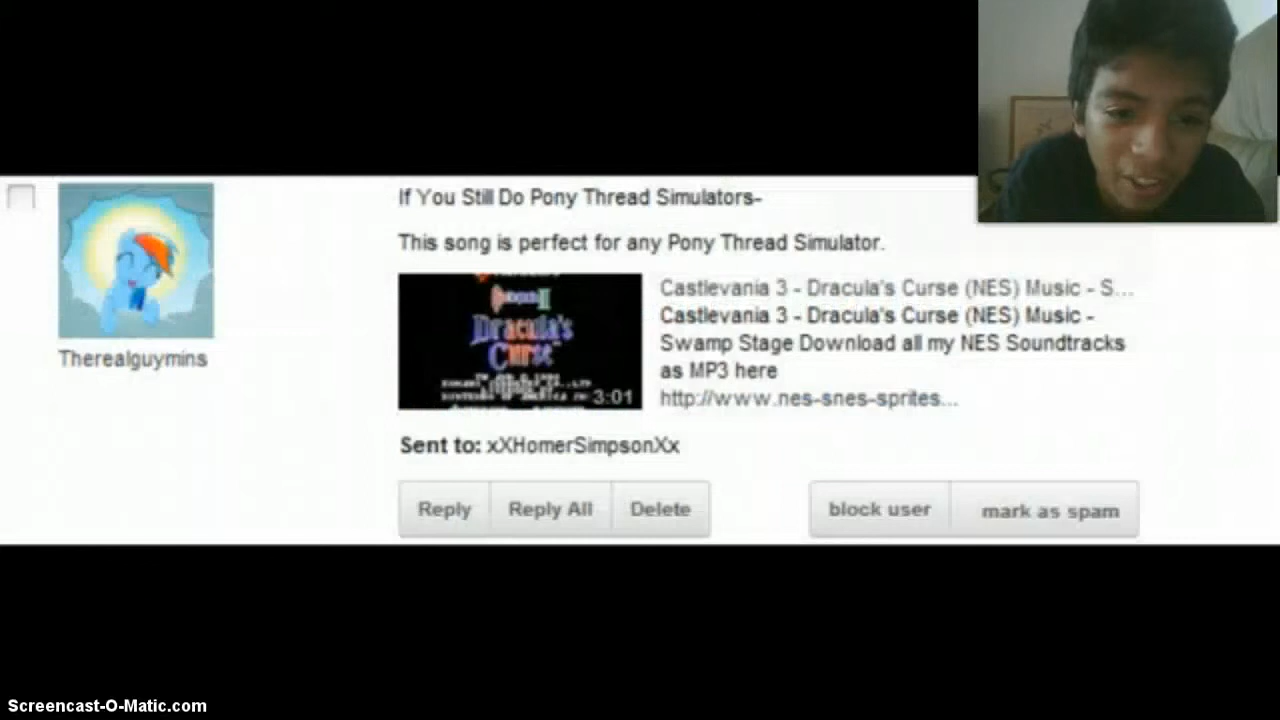 If You Still Do Pony Thread Simulators-
This song is perfect for any Pony Thread Simulator.
Dracula's
Curse
3:01
Castlevania 3 - Dracula's Curse (NES) Music - S...
Castlevania 3 - Dracula's Curse (NES) Music -
Swamp Stage Download all my NES Soundtracks
as MP3 here
http://www.nes-snes-sprites...
Therealguymins
Sent to: xXHomerSimpsonXx
Reply Reply All Delete block user mark as spam
Screencast-O-Matic.com